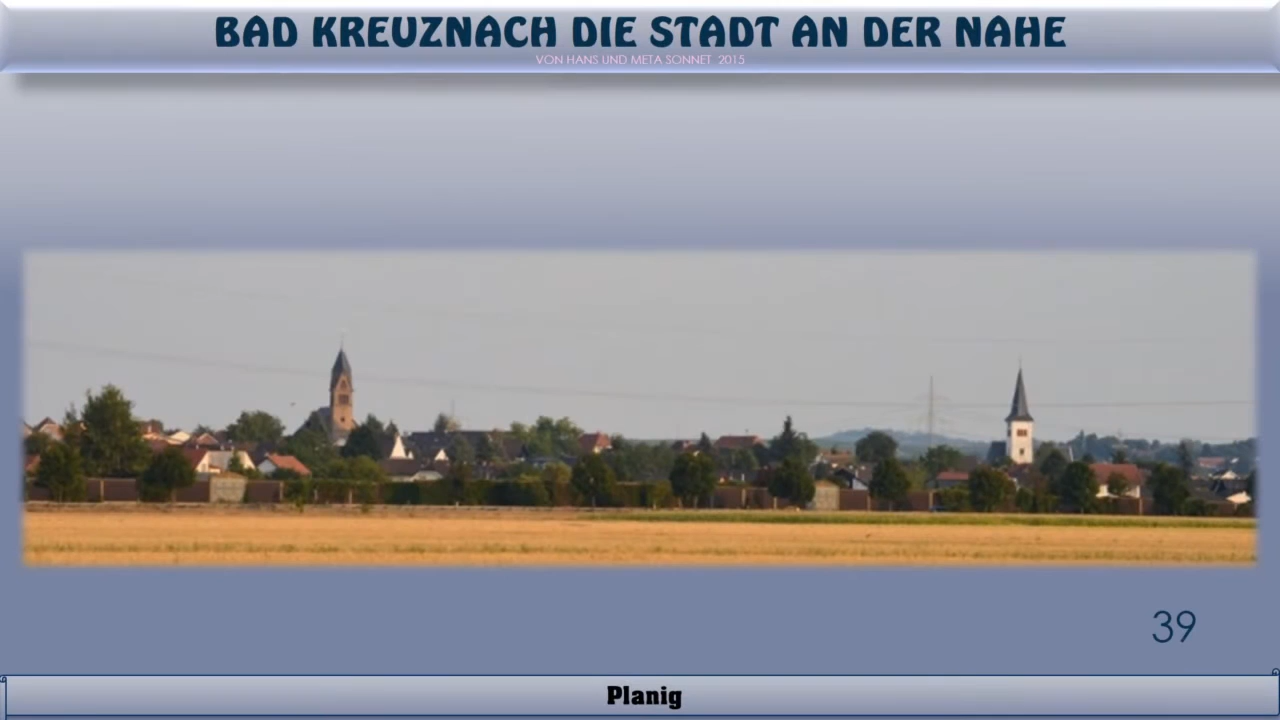 BAD KREUZNACH DIE STADT AN DER NAHE
VON HANS UND META SONNET 2015
39
Planig